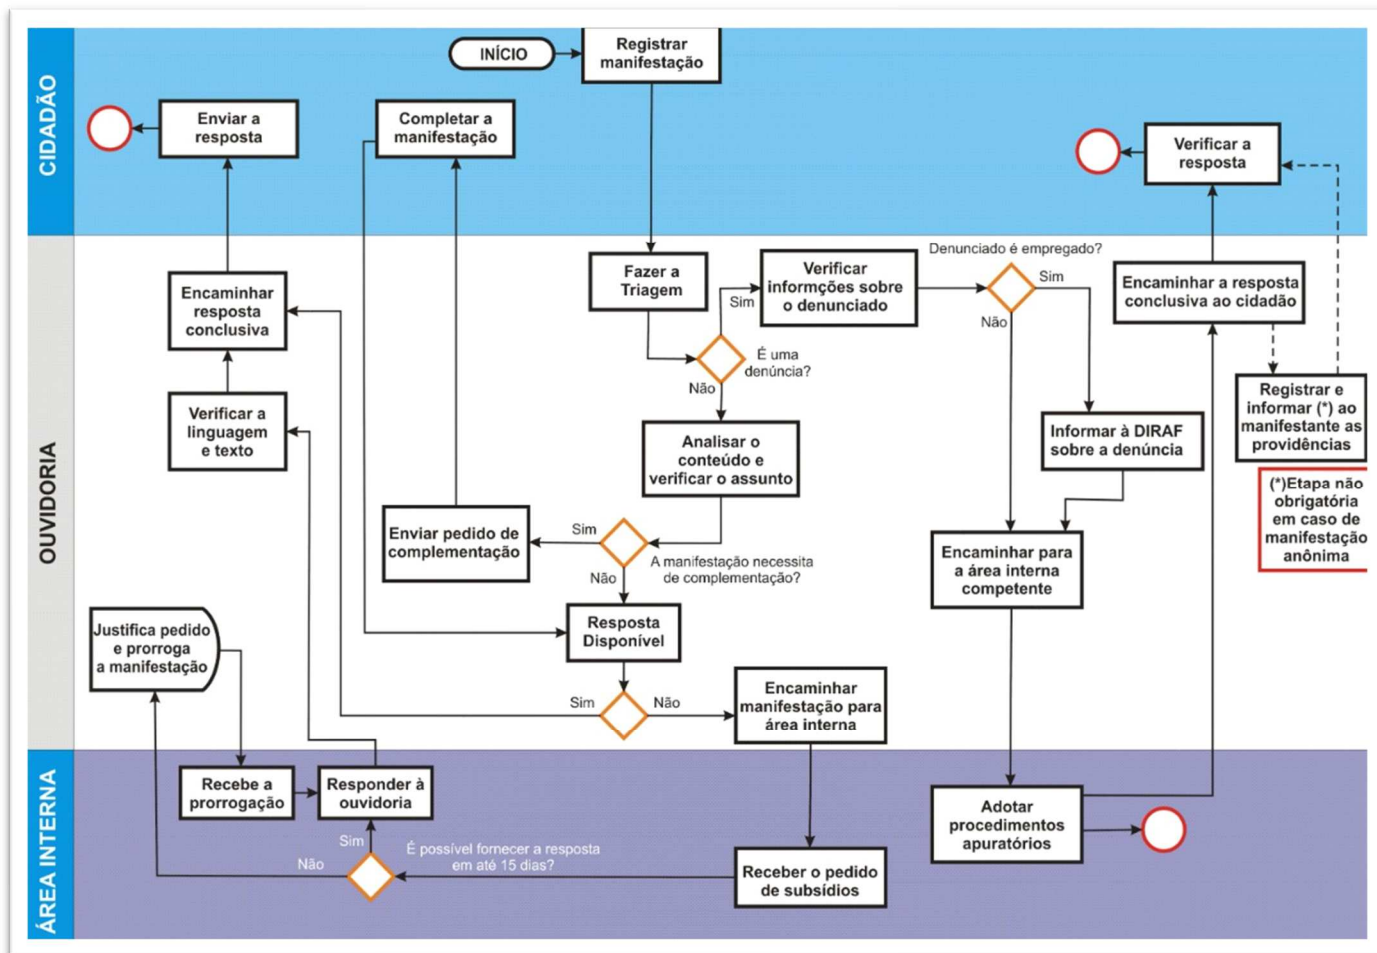 CIDADÃO
INÍCIO
Registrar
manifestação
Enviar a
resposta
Completar a
manifestação
Verificar a
resposta
OUVIDORIA
Encaminhar
resposta
conclusiva
Fazer a
Triagem
Sim
Verificar
informções sobre
o denunciado
Denunciado é empregado?
Sim
Não
Encaminhar a resposta
conclusiva ao cidadão
É uma
denúncia?
Não
Verificar a
linguagem
e texto
Analisar o
conteúdo e
verificar o assunto
Informar à DIRAF
sobre a denúncia
Registrar e
informar (*) ao
manifestante as
providências
(*)Etapa não
obrigatória
em caso de
manifestação
anônima
Enviar pedido de
complementação
Sim
A manifestação necessita
de complementação?
Não
Encaminhar para
a área interna
competente
Justifica pedido
e prorroga
a manifestação
Resposta
Disponível
Sim
Não
Encaminhar
manifestação para
área interna
ÁREA INTERNA
Recebe a
prorrogação
Responder à
ouvidoria
Sim
Não
É possível fornecer a resposta
em até 15 dias?
Receber o pedido
de subsídios
Adotar
procedimentos
apuratórios